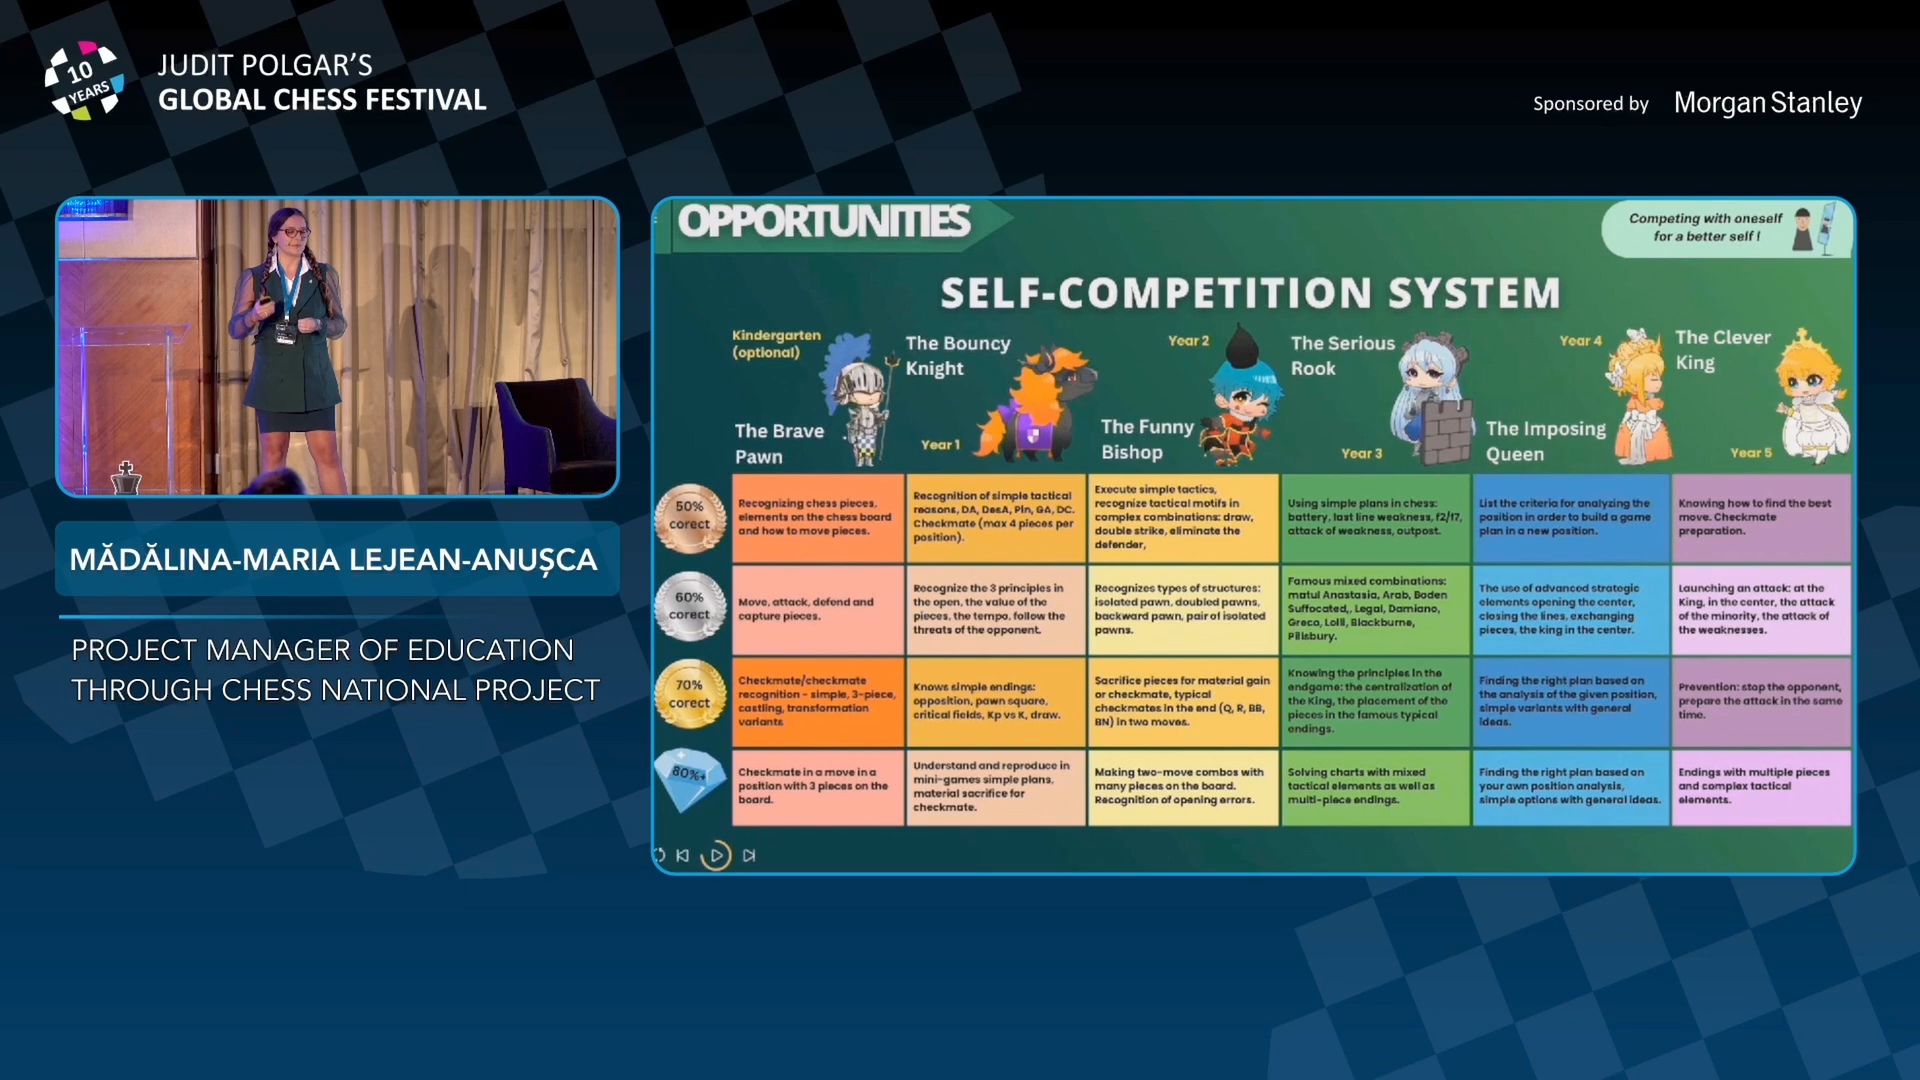 10
YEARS
JUDIT POLGAR'S
GLOBAL CHESS FESTIVAL
Sponsored by Morgan Stanley
MĂDĂLINA-MARIA LEJEAN-ANUȘCA
PROJECT MANAGER OF EDUCATION
THROUGH CHESS NATIONAL PROJECT
OPPORTUNITIES
Competing with oneself
for a better self !
SELF-COMPETITION SYSTEM
Kindergarten
(optional)
The Brave
Pawn
The Bouncy
Knight
Year 1
Year 2
The Funny
Bishop
The Serious
Rook
Year 3
Year 4
The Imposing
Queen
The Clever
King
Year 5
50%
corect
Recognizing chess pieces,
elements on the chess board
and how to move pieces.
Recognition of simple tactical
reasons, DA, DesA, Pin, GA, DC.
Checkmate (max 4 pieces per
position).
Execute simple tactics,
recognize tactical motifs in
complex combinations: draw,
double strike, eliminate the
defender,
Using simple plans in chess:
battery, last line weakness, f2/f7,
attack of weakness, outpost.
List the criteria for analyzing the
position in order to build a game
plan in a new position.
Knowing how to find the best
move. Checkmate
preparation.
60%
corect
Move, attack, defend and
capture pieces.
Recognize the 3 principles in
the open, the value of the
pieces, the tempo, follow the
threats of the opponent.
Recognizes types of structures:
isolated pawn, doubled pawns,
backward pawn, pair of isolated
pawns.
Famous mixed combinations:
matul Anastasia, Arab, Boden
Suffocated,, Legal, Damiano,
Greco, Lolli, Blackburne,
Pillsbury.
The use of advanced strategic
elements opening the center,
closing the lines, exchanging
pieces, the king in the center.
Launching an attack: at the
King, in the center, the attack
of the minority, the attack of
the weaknesses.
70%
corect
Checkmate/checkmate
recognition - simple, 3-piece,
castling, transformation
variants
Knows simple endings:
opposition, pawn square,
critical fields, Kp vs K, draw.
Sacrifice pieces for material gain
or checkmate, typical
checkmates in the end (Q, R, BB,
BN) in two moves.
Knowing the principles in the
endgame: the centralization of
the King, the placement of the
pieces in the famous typical
endings.
Finding the right plan based on
the analysis of the given position,
simple variants with general
ideas.
Prevention: stop the opponent,
prepare the attack in the same
time.
80%+
Checkmate in a move in a
position with 3 pieces on the
board.
Understand and reproduce in
mini-games simple plans,
material sacrifice for
checkmate.
Making two-move combos with
many pieces on the board.
Recognition of opening errors.
Solving charts with mixed
tactical elements as well as
multi-piece endings.
Finding the right plan based on
your own position analysis,
simple options with general ideas.
Endings with multiple pieces
and complex tactical
elements.